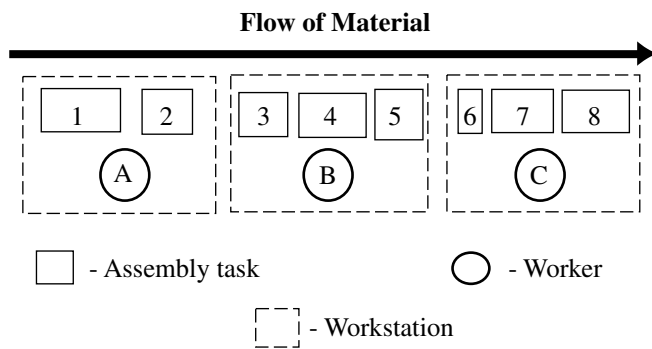 Flow of Material
1 2 3 4 5 6 7 8
A B C
- Assembly task - Worker
- Workstation